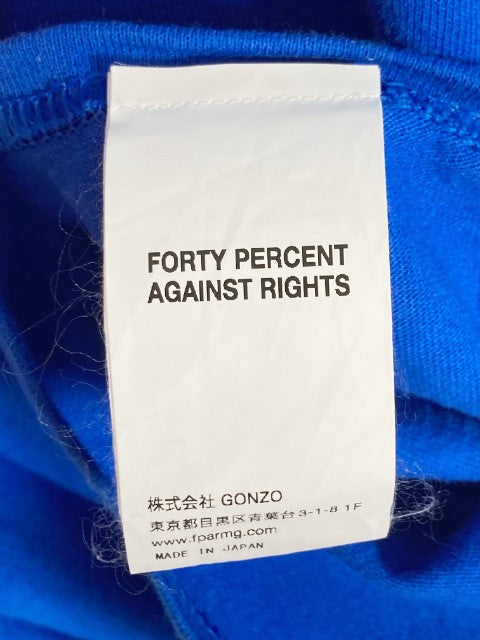 FORTY PERCENT
AGAINST RIGHTS
株式会社 GONZO
東京都目黒区青葉台3-1-8 1F
www.fparmg.com
MADE IN JAPAN